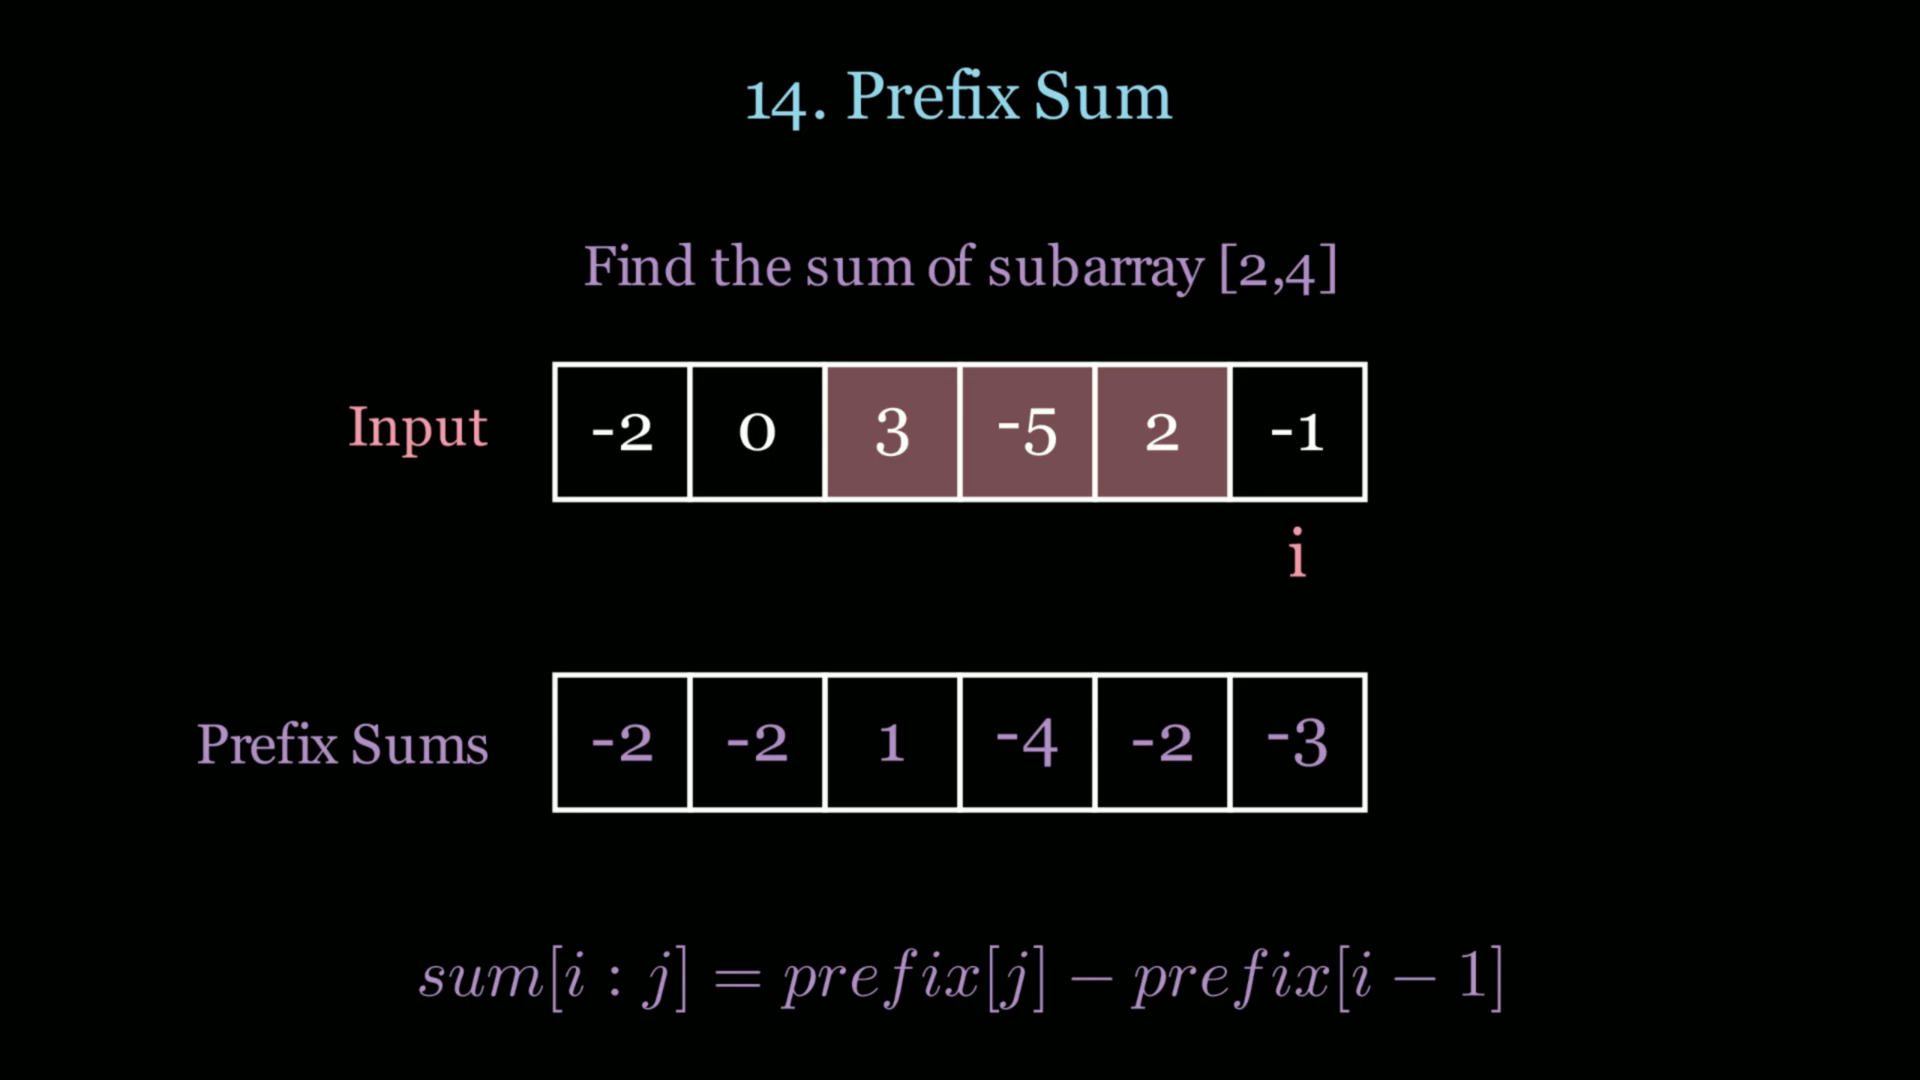 14. Prefix Sum
Find the sum of subarray [2,4]
Input -2 0 3 -5 2 -1
i
Prefix Sums -2 -2 1 -4 -2 -3
sum[i : j] = prefix[j] − prefix[i − 1]